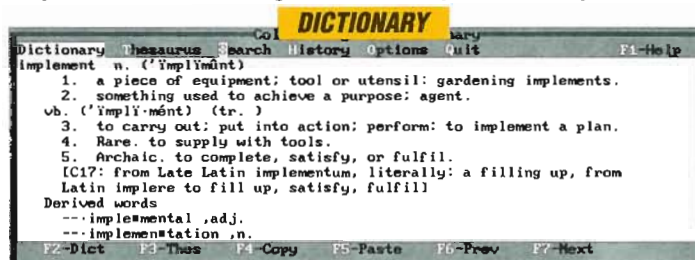 DICTIONARY
Dictionary Thesaurus Search History Options Quit F1-Help
implement n. ('ïmplïmûnt)
1. a piece of equipment; tool or utensil: gardening implements.
2. something used to achieve a purpose; agent.
vb. ('ïmplï·mént) (tr. )
3. to carry out; put into action; perform: to implement a plan.
4. Rare. to supply with tools.
5. Archaic. to complete, satisfy, or fulfil.
[C17: from Late Latin implementum, literally: a filling up, from
Latin implere to fill up, satisfy, fulfil]
Derived words
--·imple■mental ,adj.
--·implemen■tation ,n.
F2-Dict F3-Thes F4-Copy F5-Paste F6-Prev F7-Next